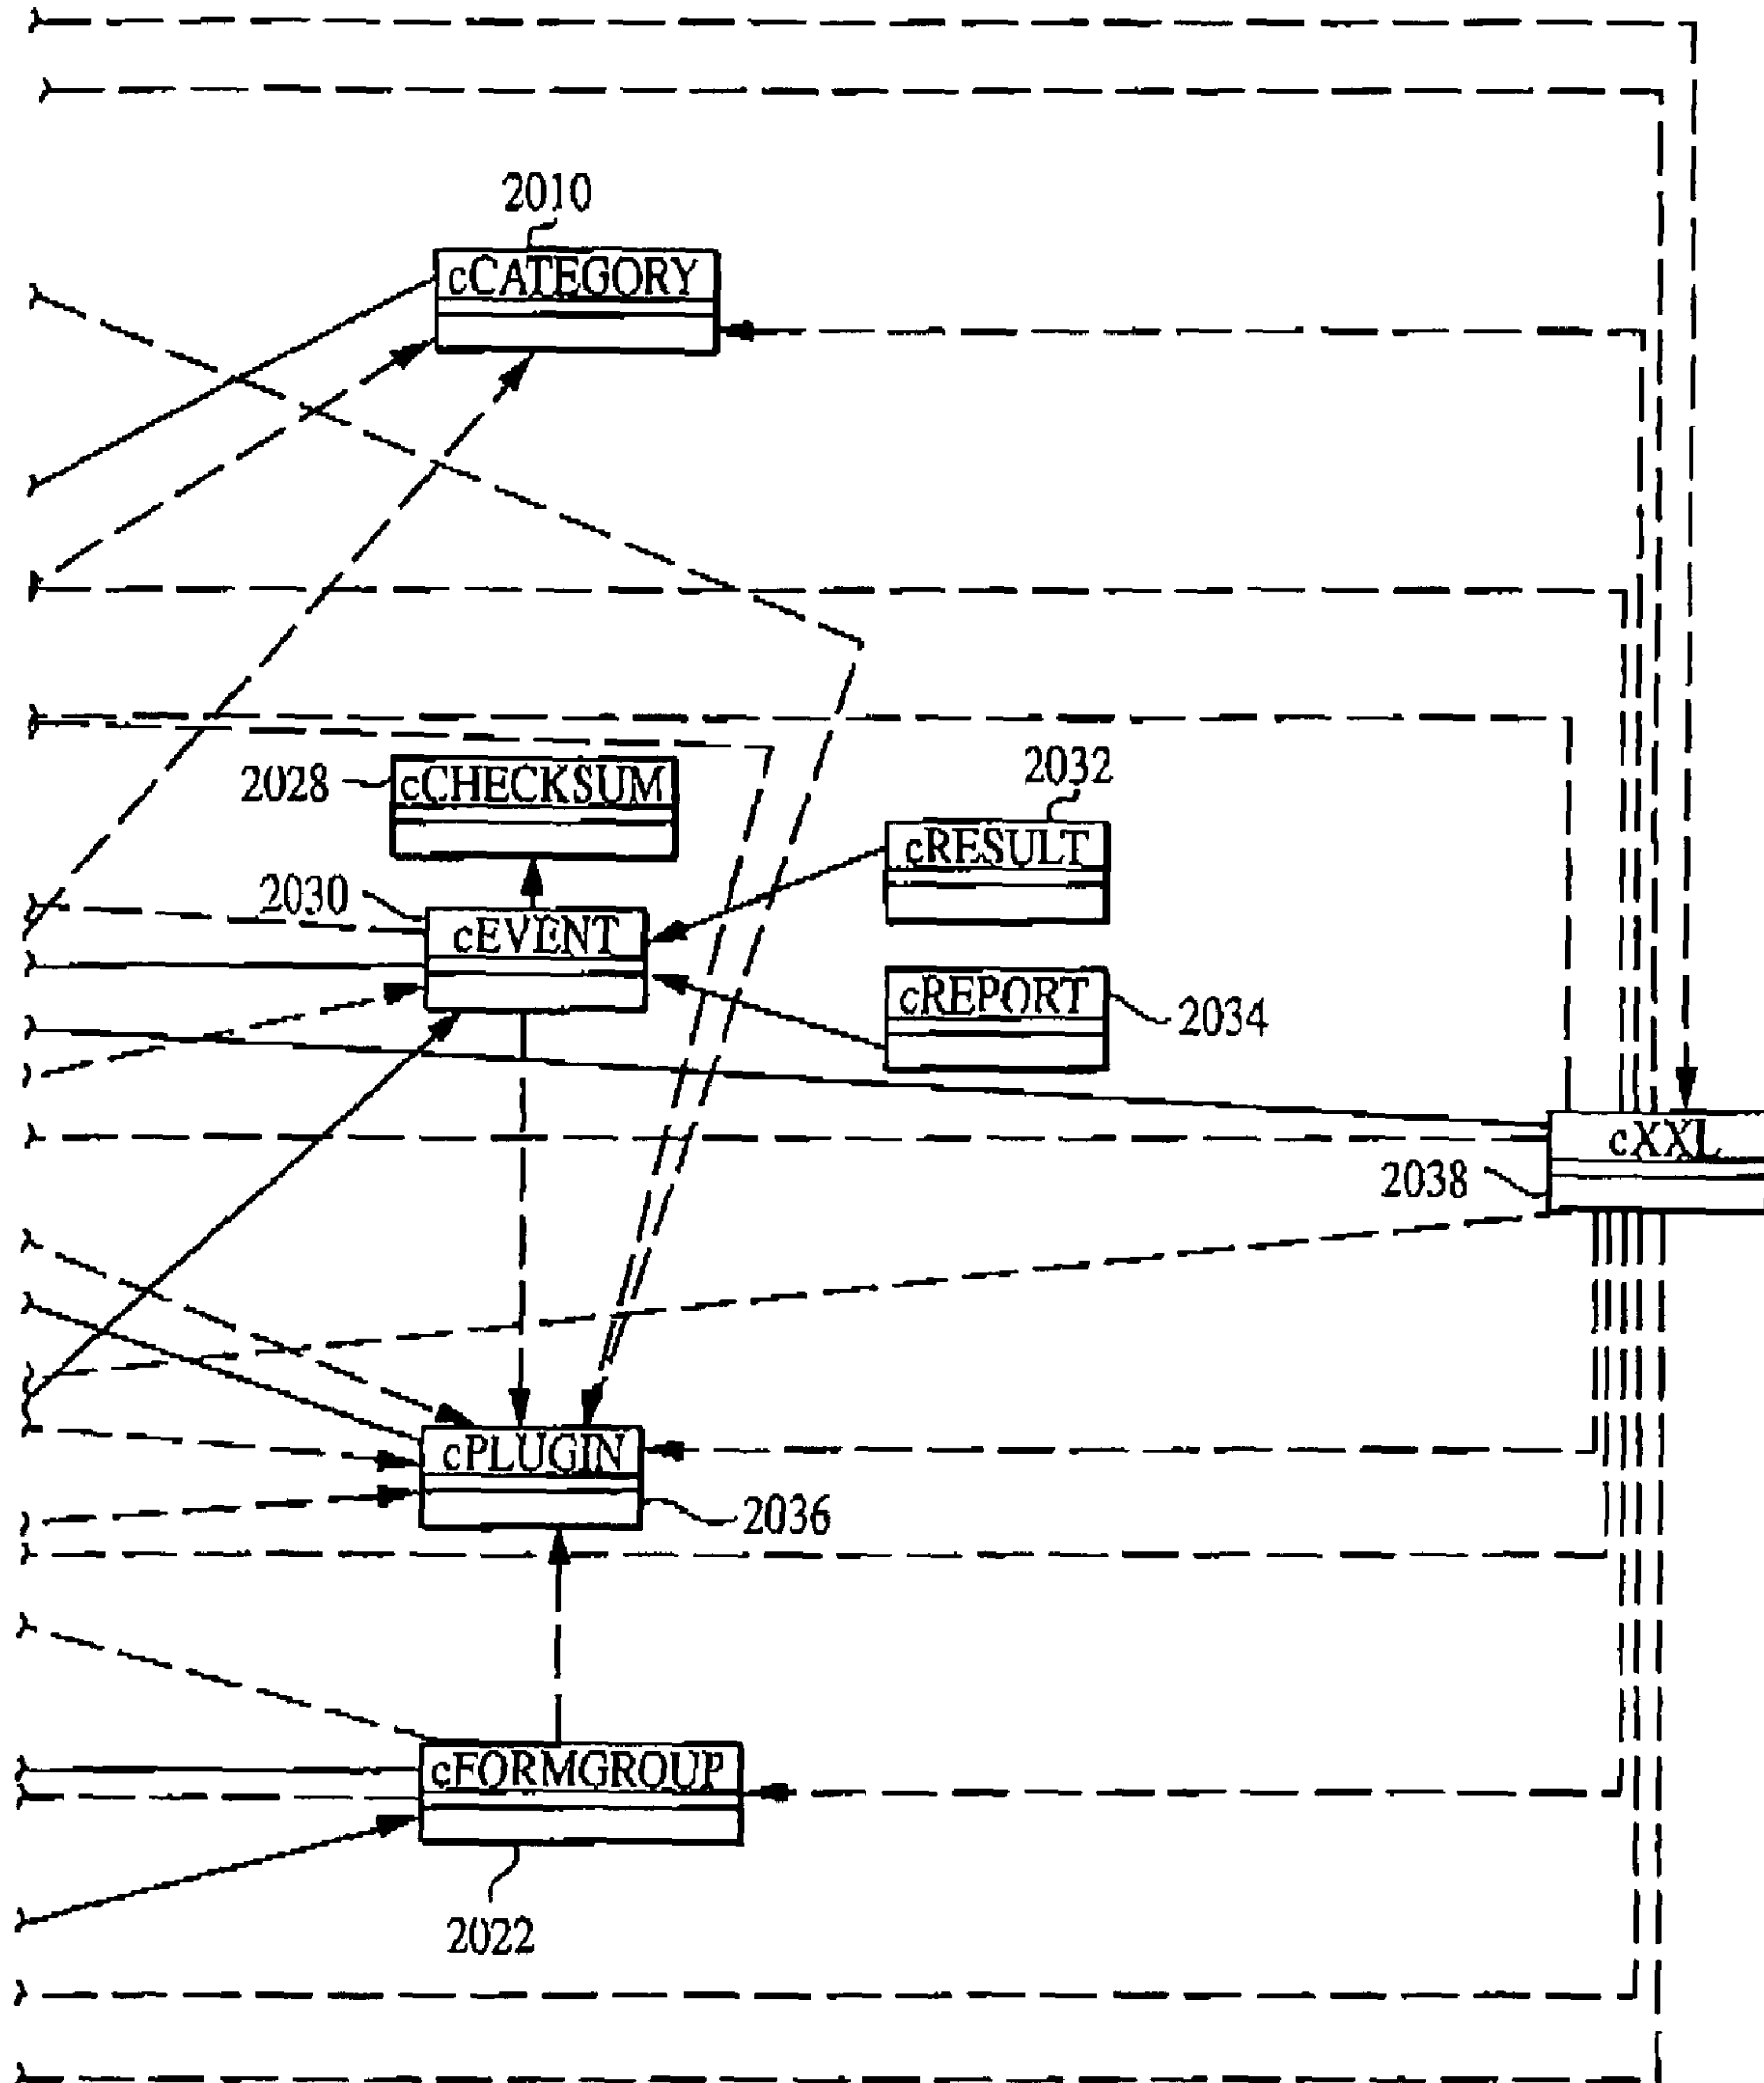 2010
cCATEGORY
2028
cCHECKSUM
2032
cRESULT
2030
cEVENT
cREPORT
2034
cXXL
2038
cPLUGIN
2036
cFORMGROUP
2022